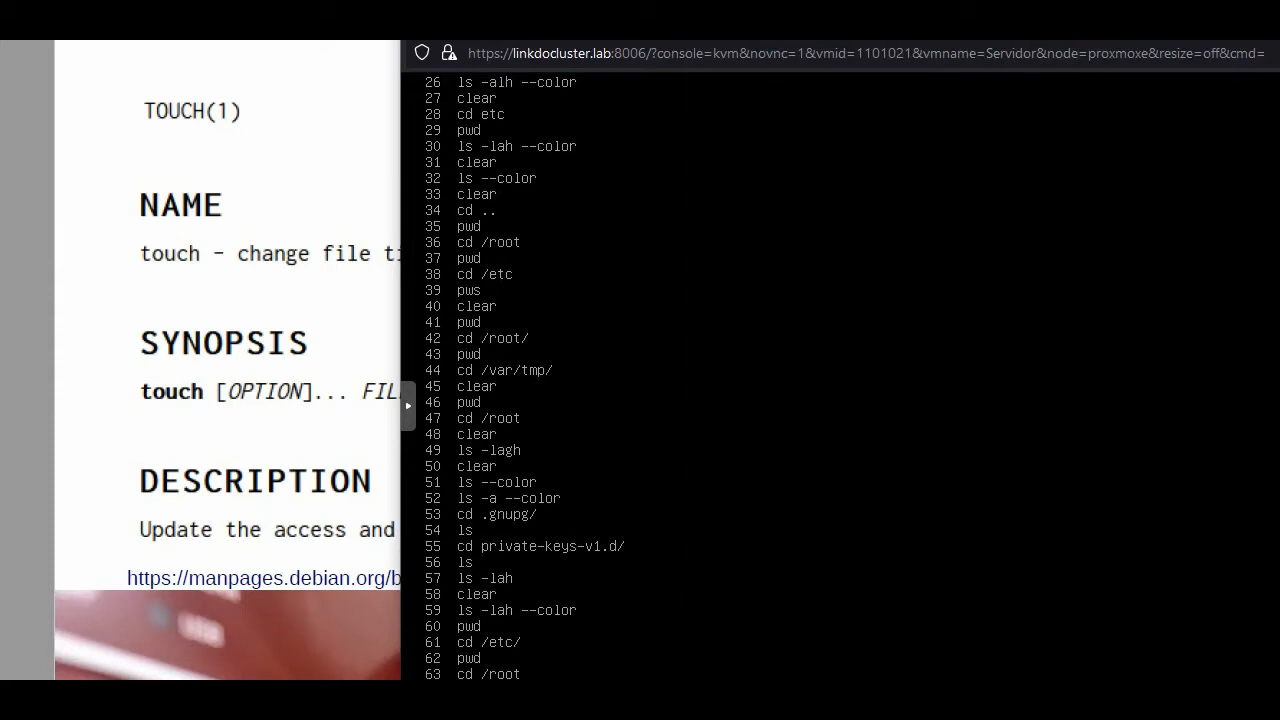 TOUCH(1)
NAME
touch - change file ti
SYNOPSIS
touch [OPTION]... FIL
DESCRIPTION
Update the access and
https://manpages.debian.org/b
https://linkdocluster.lab:8006/?console=kvm&novnc=1&vmid=1101021&vmname=Servidor&node=proxmoxe&resize=off&cmd=
26 ls -alh --color
27 clear
28 cd etc
29 pwd
30 ls -lah --color
31 clear
32 ls --color
33 clear
34 cd ..
35 pwd
36 cd /root
37 pwd
38 cd /etc
39 pws
40 clear
41 pwd
42 cd /root/
43 pwd
44 cd /var/tmp/
45 clear
46 pwd
47 cd /root
48 clear
49 ls -lagh
50 clear
51 ls --color
52 ls -a --color
53 cd .gnupg/
54 ls
55 cd private-keys-v1.d/
56 ls
57 ls -lah
58 clear
59 ls -lah --color
60 pwd
61 cd /etc/
62 pwd
63 cd /root